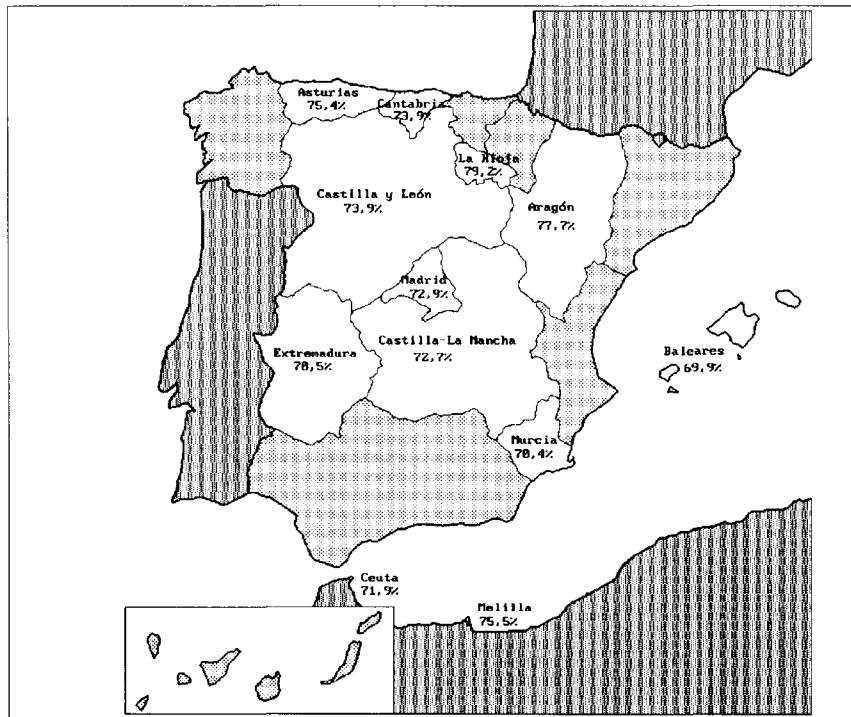 Asturias
75,4%
Cantabria
73,9%
La Rioja
79,2%
Castilla y León
73,9%
Aragón
77,7%
Madrid
72,9%
Castilla-La Mancha
72,7%
Extremadura
70,5%
Baleares
69,9%
Murcia
70,4%
Ceuta
71,9%
Melilla
75,5%